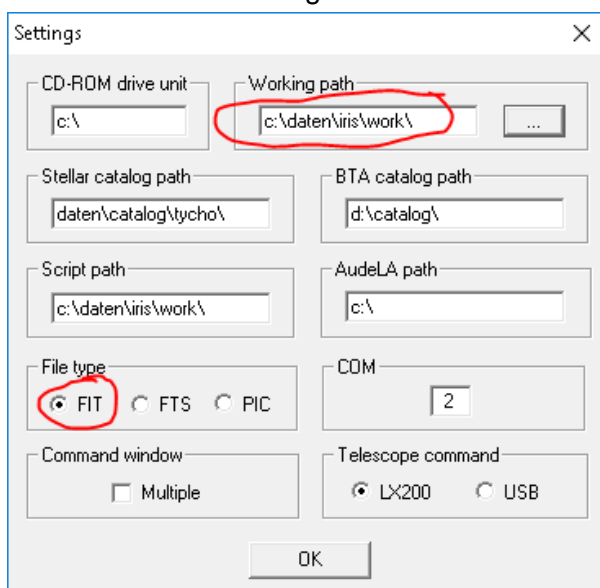 Settings
CD-ROM drive unit
Working path
c:\
c:\daten\iris\work\
...
Stellar catalog path
BTA catalog path
daten\catalog\tycho\
d:\catalog\
Script path
AudeLA path
c:\daten\iris\work\
c:\
File type
COM
FIT FTS PIC
2
Command window
Telescope command
Multiple
LX200 USB
OK